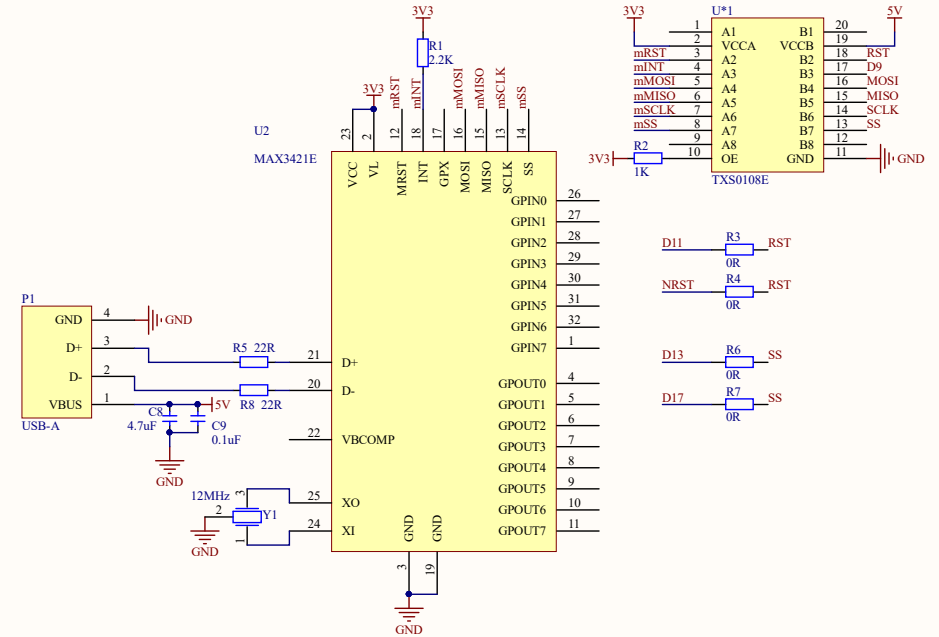 3V3
R1
2.2K
3V3
mRST
mINT
mMOSI
mMISO
mSCLK
mSS
23
2
12
18
17
16
15
13
14
U2
MAX3421E
VCC
VL
MRST
INT
GPX
MOSI
MISO
SCLK
SS
GPIN0 26
GPIN1 27
GPIN2 28
GPIN3 29
GPIN4 30
GPIN5 31
GPIN6 32
GPIN7 1
GPOUT0 4
GPOUT1 5
GPOUT2 6
GPOUT3 7
GPOUT4 8
GPOUT5 9
GPOUT6 10
GPOUT7 11
21 D+
20 D-
22 VBCOMP
25 XO
24 XI
GND
GND
3
19
GND
P1
GND 4 GND
D+ 3
D- 2
VBUS 1
USB-A
R5 22R
R8 22R
5V
C8
4.7uF
C9
0.1uF
GND
12MHz
3
2
1
Y1
GND
3V3
U*1
5V
1 A1 B1 20
2 VCCA VCCB 19
mRST 3 A2 B2 18 RST
mINT 4 A3 B3 17 D9
mMOSI 5 A4 B4 16 MOSI
mMISO 6 A5 B5 15 MISO
mSCLK 7 A6 B6 14 SCLK
mSS 8 A7 B7 13 SS
9 A8 B8 12
3V3 R2 10 OE GND 11 GND
1K
TXS0108E
D11 R3 RST
0R
NRST R4 RST
0R
D13 R6 SS
0R
D17 R7 SS
0R